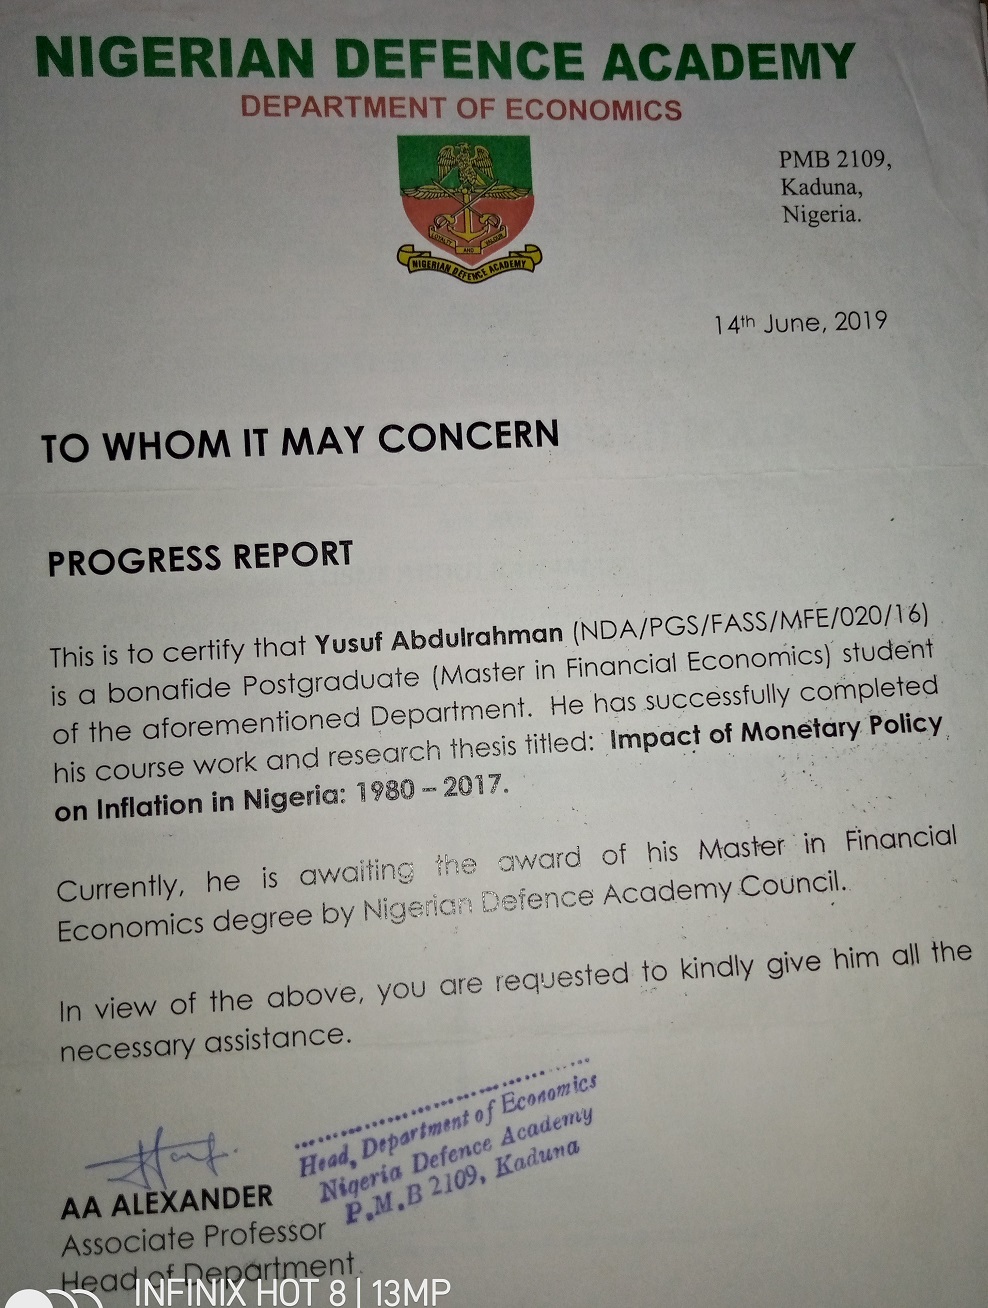 NIGERIAN DEFENCE ACADEMY
DEPARTMENT OF ECONOMICS
LOYALTY AND VALOUR
NIGERIAN DEFENCE ACADEMY
PMB 2109,
Kaduna,
Nigeria.
14th June, 2019
TO WHOM IT MAY CONCERN
PROGRESS REPORT
This is to certify that Yusuf Abdulrahman (NDA/PGS/FASS/MFE/020/16)
is a bonafide Postgraduate (Master in Financial Economics) student
of the aforementioned Department. He has successfully completed
his course work and research thesis titled: Impact of Monetary Policy
on Inflation in Nigeria: 1980 – 2017.
Currently, he is awaiting the award of his Master in Financial
Economics degree by Nigerian Defence Academy Council.
In view of the above, you are requested to kindly give him all the
necessary assistance.
Head, Department of Economics
Nigeria Defence Academy
P.M.B 2109, Kaduna
AA ALEXANDER
Associate Professor
Head of Department
INFINIX HOT 8 | 13MP